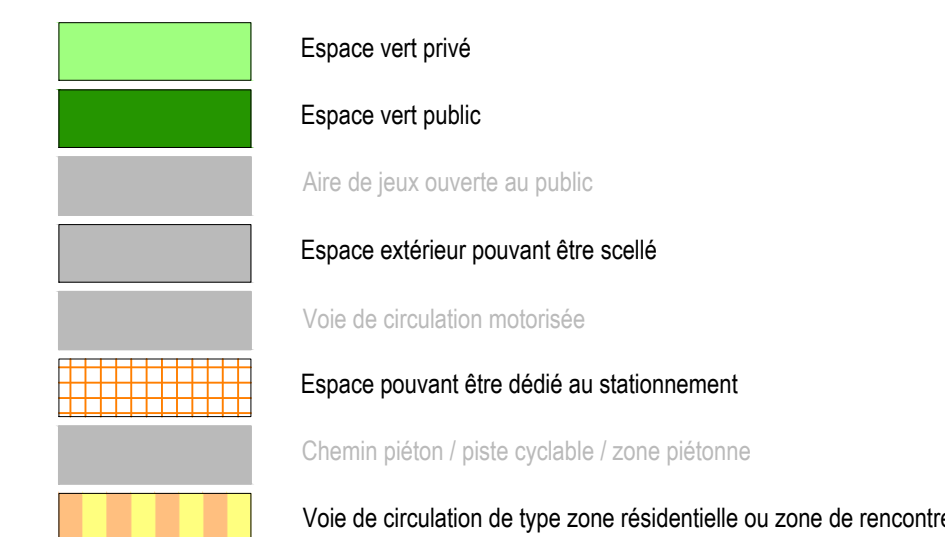 Espace vert privé
Espace vert public
Aire de jeux ouverte au public
Espace extérieur pouvant être scellé
Voie de circulation motorisée
Espace pouvant être dédié au stationnement
Chemin piéton / piste cyclable / zone piétonne
Voie de circulation de type zone résidentielle ou zone de rencontre